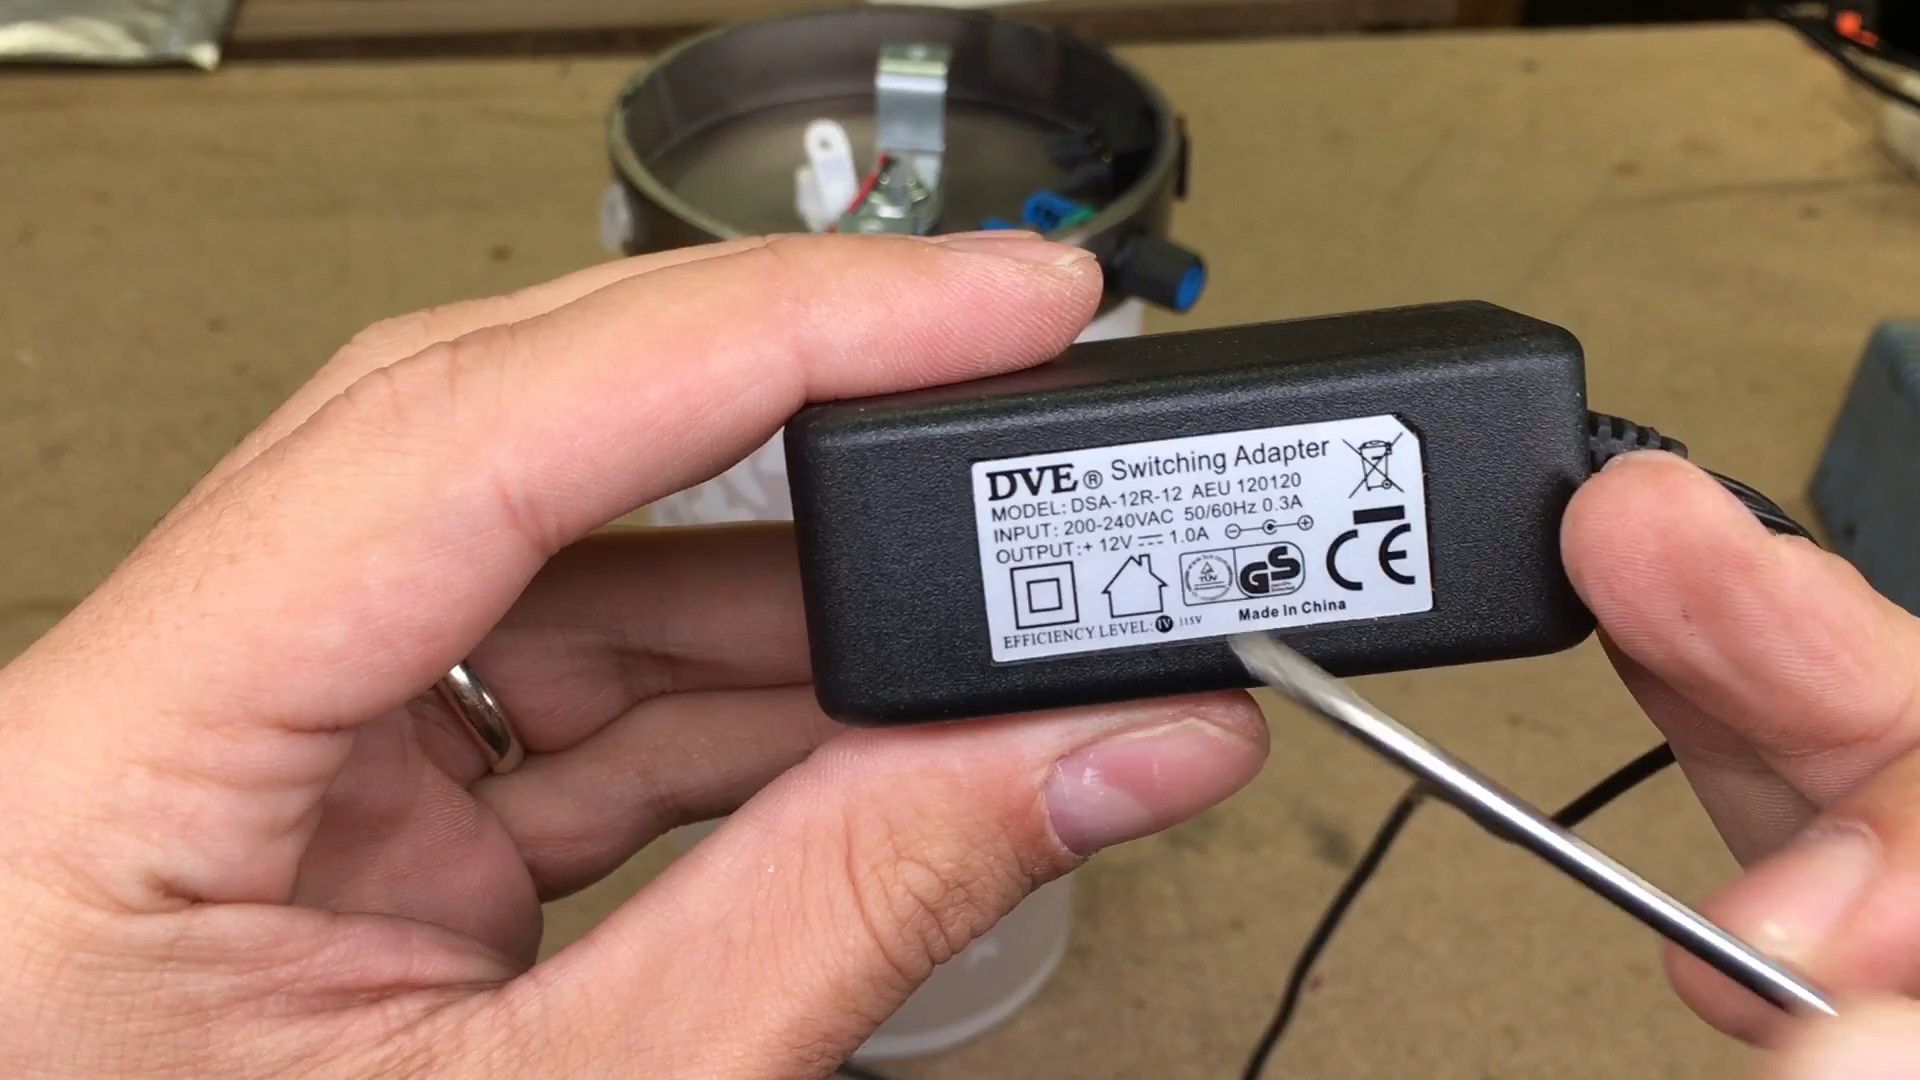 DVE ® Switching Adapter
MODEL: DSA-12R-12 AEU 120120
INPUT: 200-240VAC 50/60Hz 0.3A
OUTPUT:+ 12V⎓ 1.0A
TÜV
GS
CE
Made In China
EFFICIENCY LEVEL: IV 115V